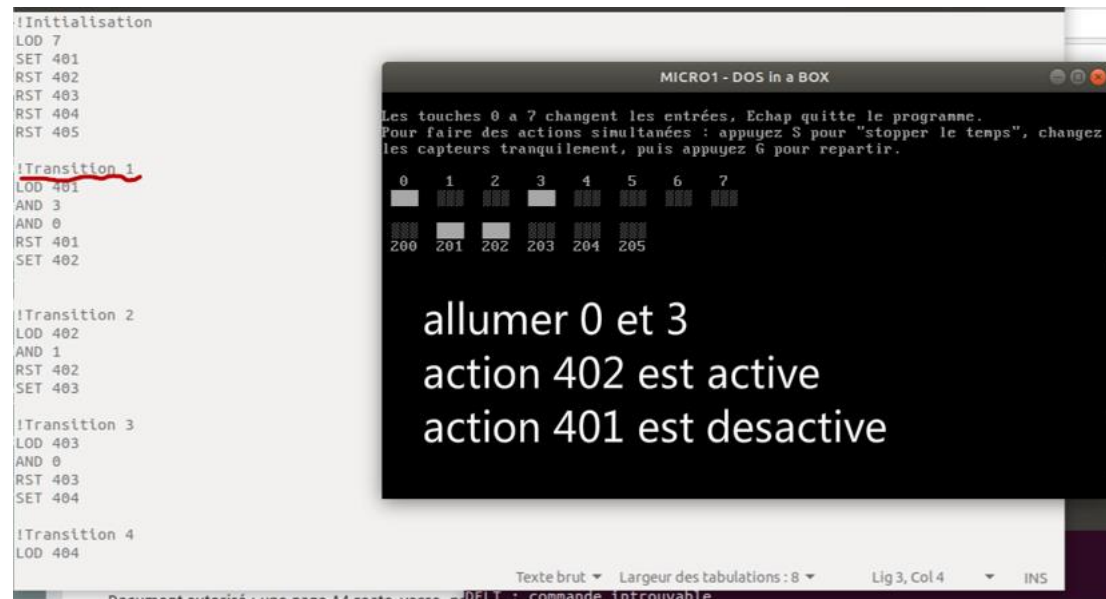 !Initialisation
LOD 7
SET 401
RST 402
RST 403
RST 404
RST 405
!Transition 1
LOD 401
AND 3
AND 0
RST 401
SET 402
!Transition 2
LOD 402
AND 1
RST 402
SET 403
!Transition 3
LOD 403
AND 0
RST 403
SET 404
!Transition 4
LOD 404
MICRO1 - DOS in a BOX
Les touches 0 a 7 changent les entrées, Echap quitte le programme.
Pour faire des actions simultanées : appuyez S pour "stopper le temps", changez
les capteurs tranquilement, puis appuyez G pour repartir.
0 1 2 3 4 5 6 7
200 201 202 203 204 205
allumer 0 et 3
action 402 est active
action 401 est desactive
Texte brut Largeur des tabulations : 8 Lig 3, Col 4 INS
: commande introuvable